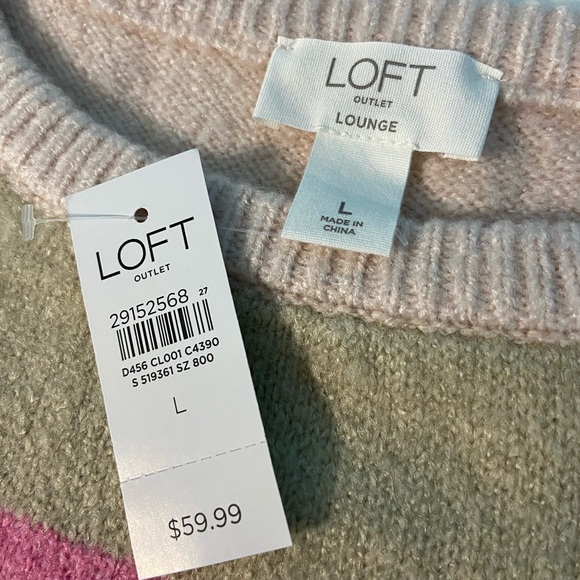 LOFT
OUTLET
LOUNGE
L
MADE IN
CHINA
LOFT
OUTLET
29152568 27
D456 CL001 C4390
S 519361 SZ 800
L
$59.99